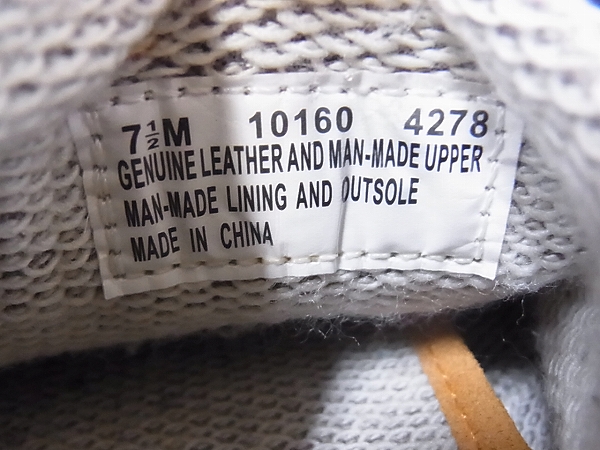 7½M 10160 4278
GENUINE LEATHER AND MAN-MADE UPPER
MAN-MADE LINING AND OUTSOLE
MADE IN CHINA